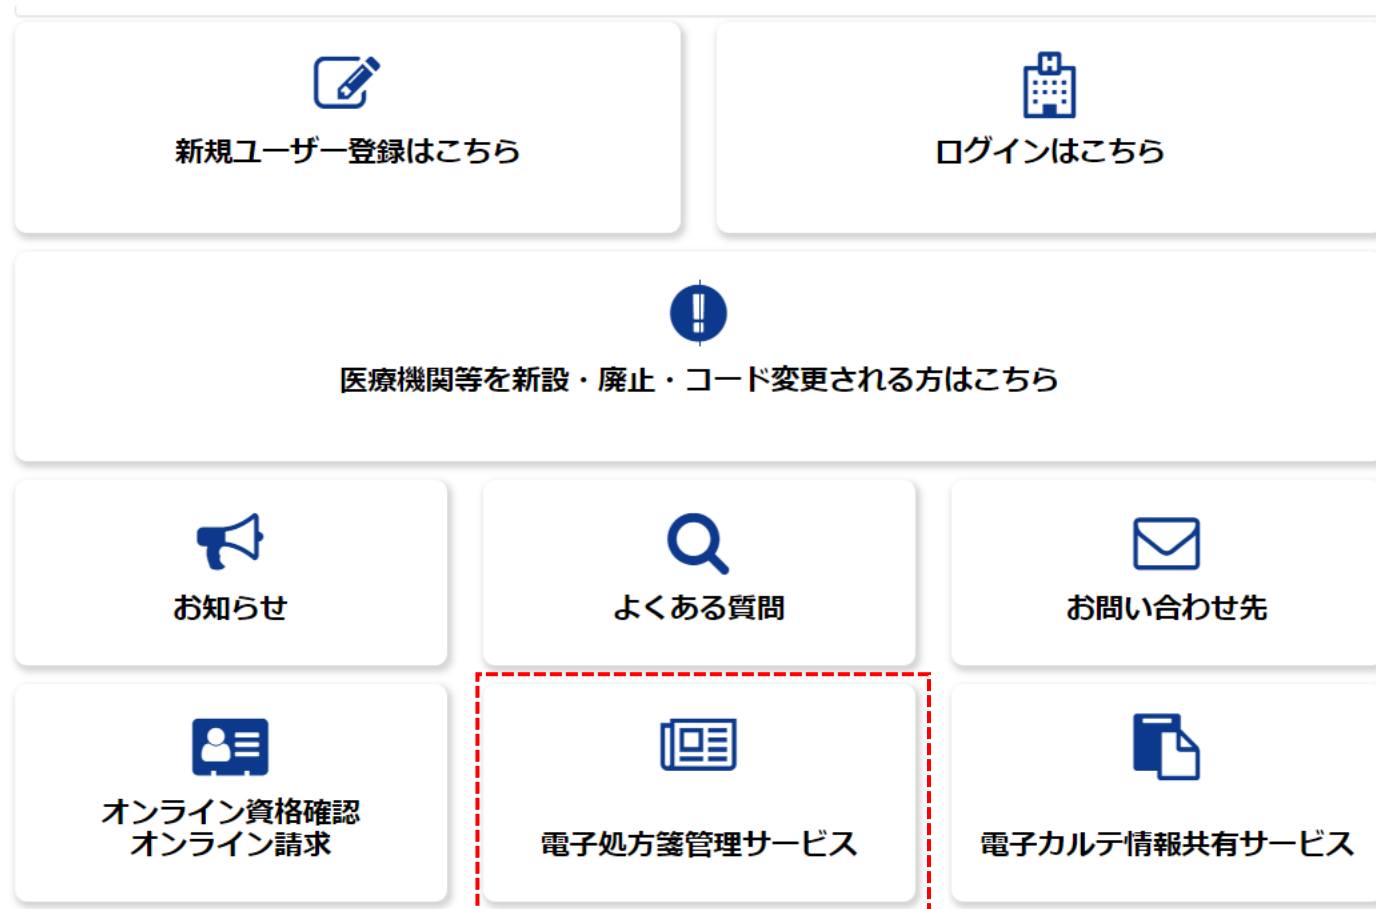 新規ユーザー登録はこちら
ログインはこちら
医療機関等を新設・廃止・コード変更される方はこちら
お知らせ
よくある質問
お問い合わせ先
オンライン資格確認
オンライン請求
電子処方箋管理サービス
電子カルテ情報共有サービス